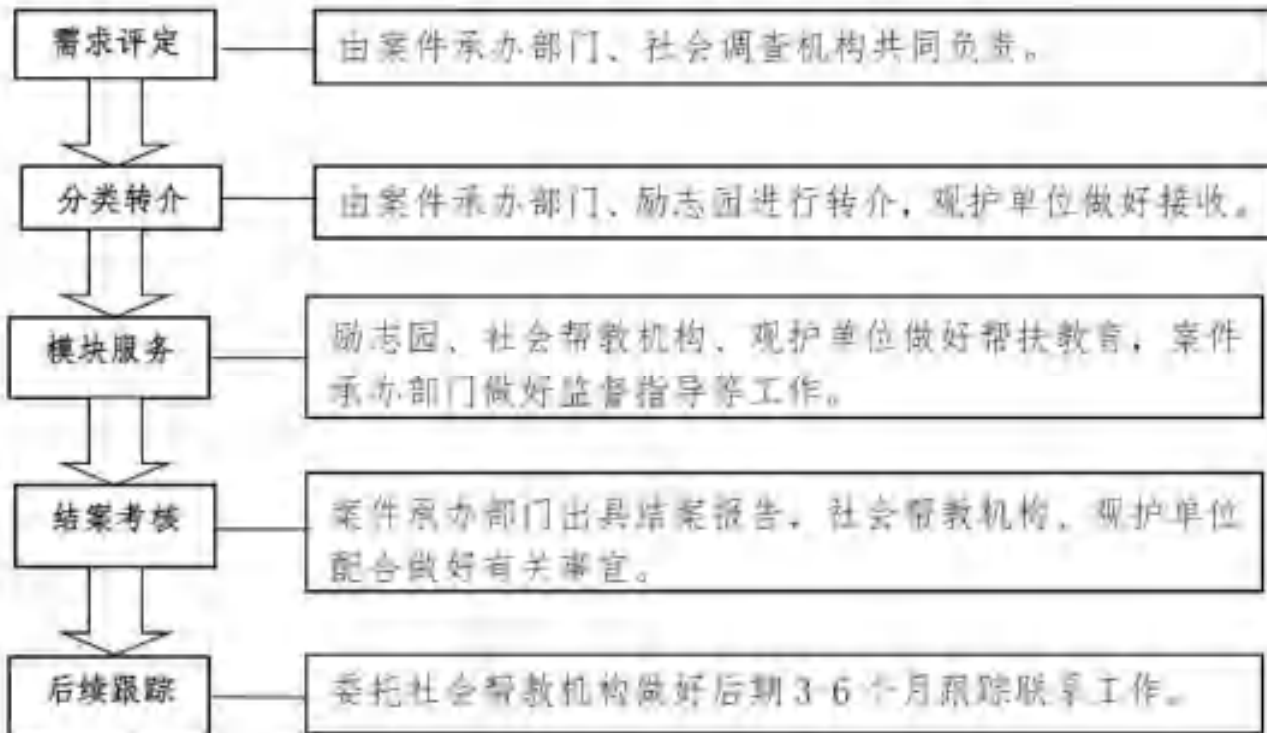 需求评定
由案件承办部门、社会调查机构共同负责。
分类转介
由案件承办部门、励志园进行转介，观护单位做好接收。
模块服务
励志园、社会帮教机构、观护单位做好帮扶教育，案件
承办部门做好监督指导等工作。
结案考核
案件承办部门出具结案报告，社会帮教机构、观护单位
配合做好有关事宜。
后续跟踪
委托社会帮教机构做好后期3-6个月跟踪联系工作。